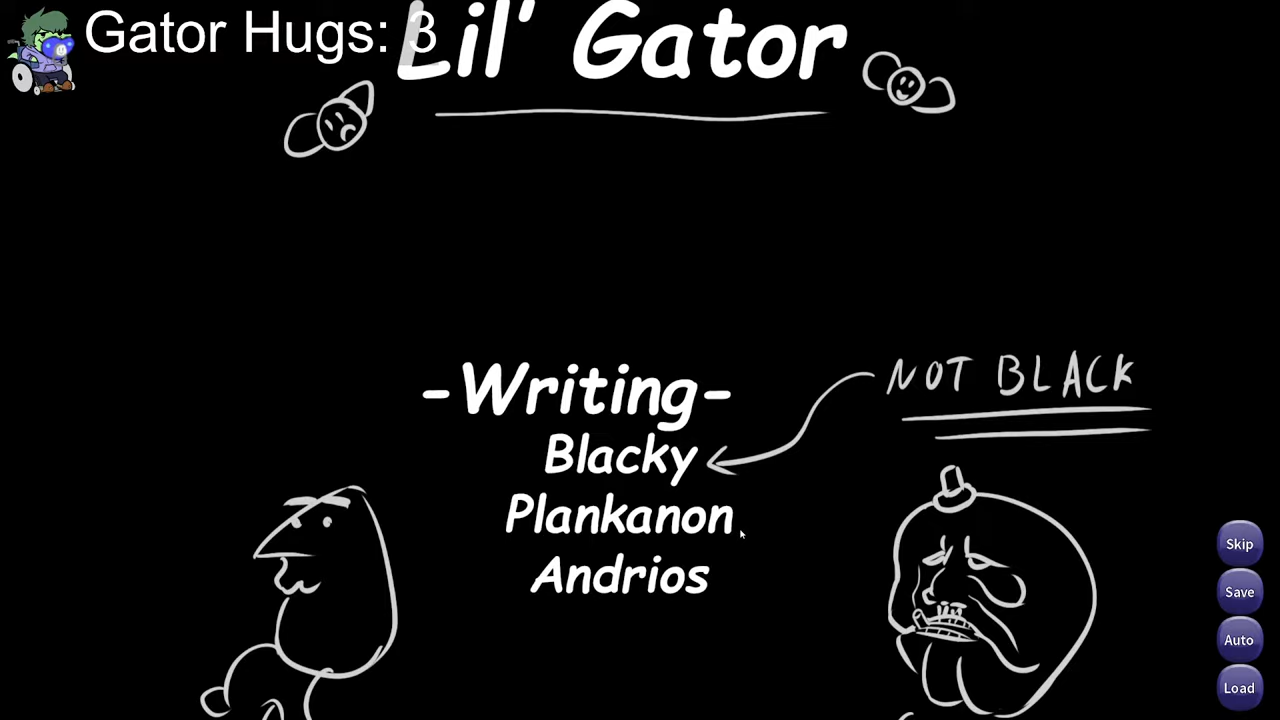 Gator Hugs: 3
Lil' Gator
-Writing-
NOT BLACK
Blacky
Plankanon
Andrios
Skip
Save
Auto
Load